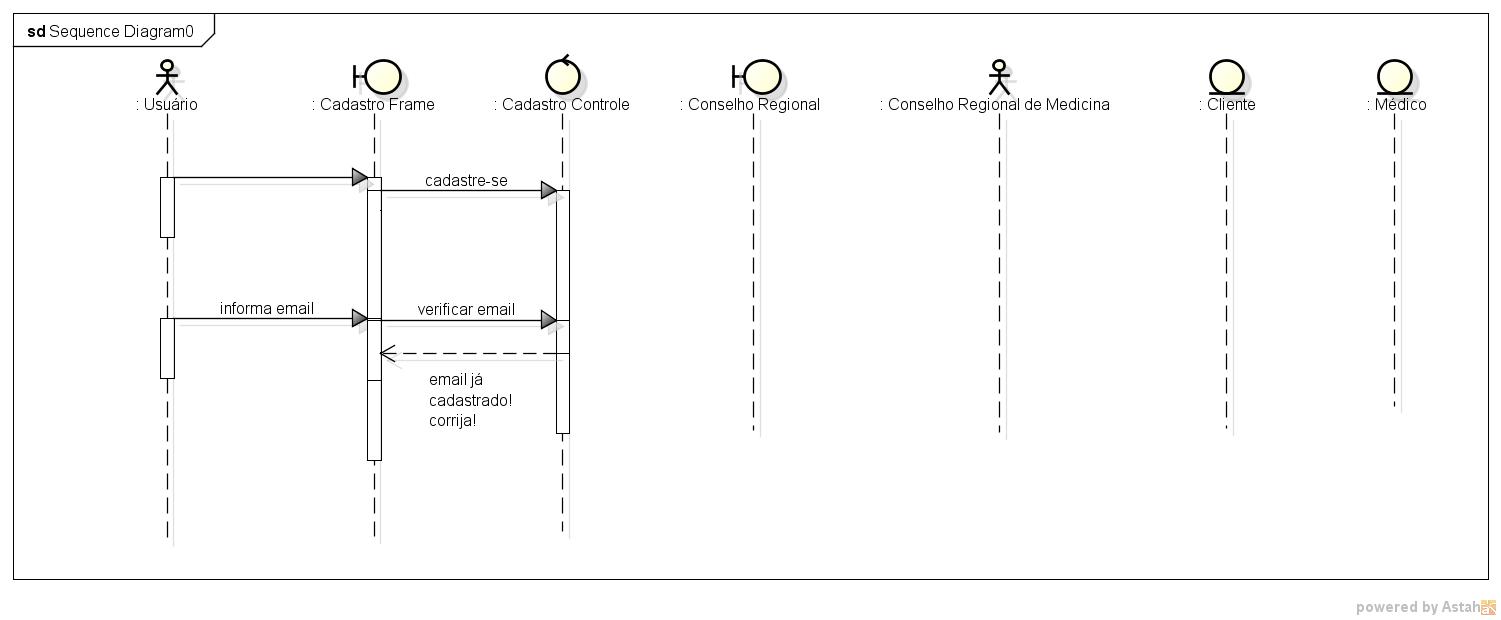 sd Sequence Diagram0
: Usuário
: Cadastro Frame
: Cadastro Controle
: Conselho Regional
: Conselho Regional de Medicina
: Cliente
: Médico
cadastre-se
informa email
verificar email
email já
cadastrado!
corrija!
powered by Astah